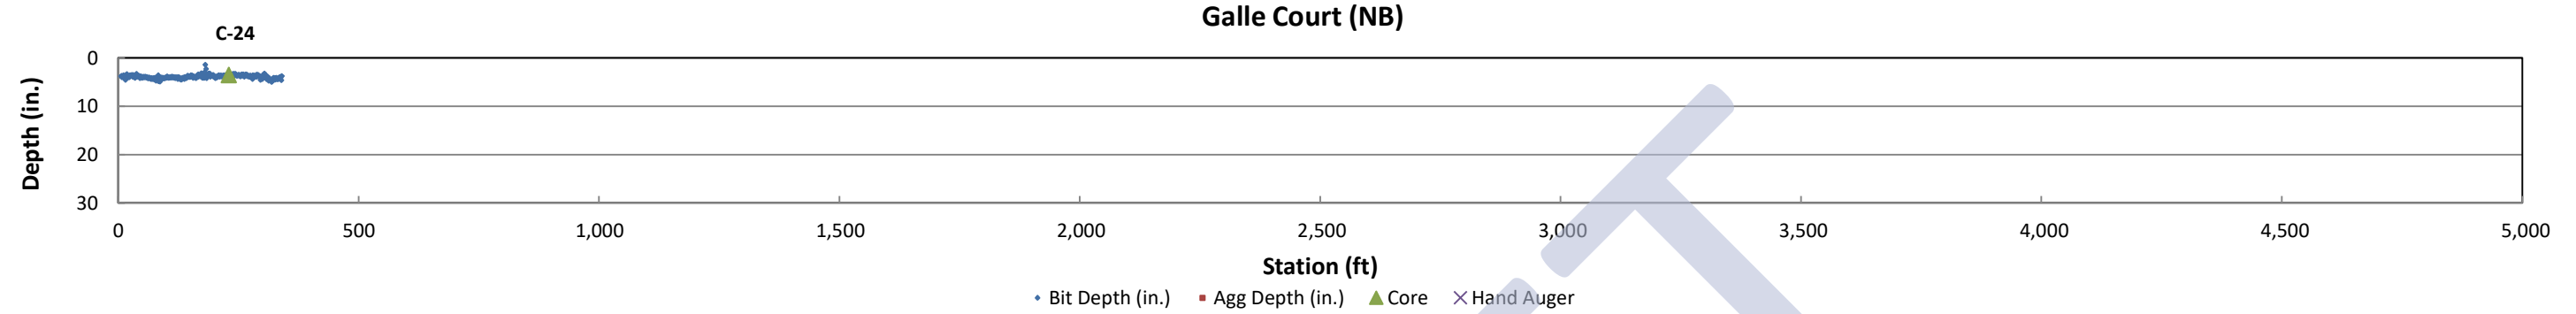 Galle Court (NB)
C-24
Depth (in.)
0
10
20
30
0 500 1,000 1,500 2,000 2,500 3,000 3,500 4,000 4,500 5,000
Station (ft)
Bit Depth (in.) Agg Depth (in.) Core Hand Auger